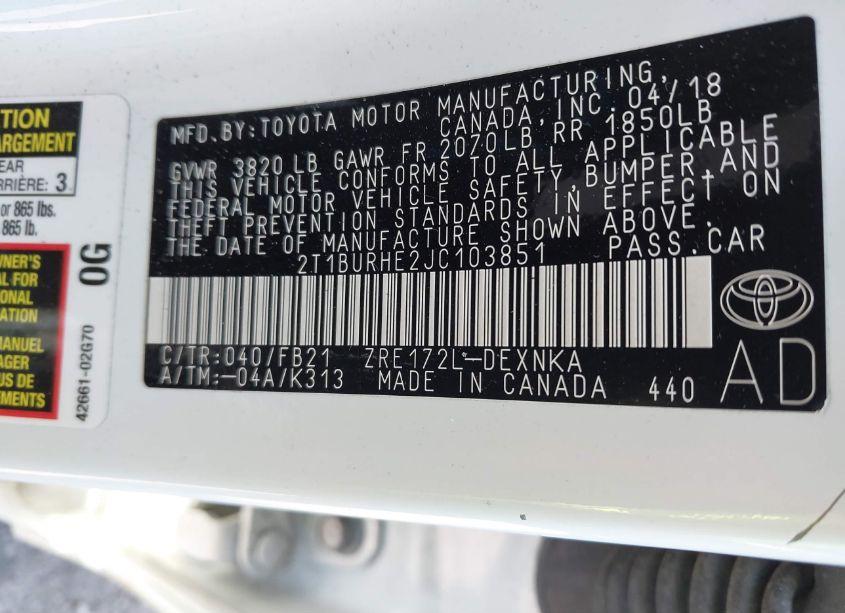 TION
ARGEMENT
EAR
RRIÈRE: 3
or 865 lbs.
865 lb.
WNER'S
AL FOR
IONAL
ATION
MANUEL
AGER
US DE
EMENTS
0G
42661-02G70
MFD. BY: TOYOTA MOTOR MANUFACTURING,
CANADA, INC. 04/18
GVWR 3820 LB GAWR FR 2070LB, RR 1850LB
THIS VEHICLE CONFORMS TO ALL APPLICABLE
FEDERAL MOTOR VEHICLE SAFETY, BUMPER, AND
THEFT PREVENTION STANDARDS IN EFFECT ON
THE DATE OF MANUFACTURE SHOWN ABOVE.
2T1BURHE2JC103851 PASS.CAR
C/TR: 040/FB21 ZRE172L-DEXNKA
A/TM:-04A/K313 MADE IN CANADA 440
AD